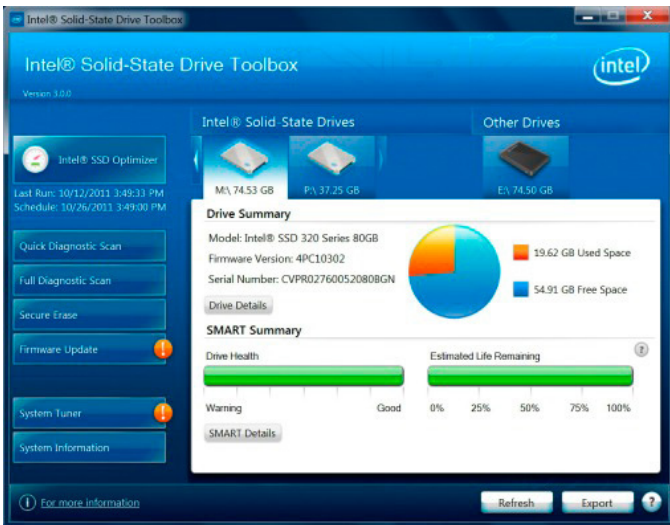 Intel® Solid-State Drive Toolbox
Intel® Solid-State Drive Toolbox
intel
Version 3.0.0
Intel® Solid-State Drives
Other Drives
Intel® SSD Optimizer
M:\ 74.53 GB
P:\ 37.25 GB
E:\ 74.50 GB
Last Run: 10/12/2011 3:49:33 PM
Schedule: 10/26/2011 3:49:00 PM
Quick Diagnostic Scan
Full Diagnostic Scan
Secure Erase
Firmware Update
!
System Tuner
!
System Information
Drive Summary
Model: Intel® SSD 320 Series 80GB
Firmware Version: 4PC10302
Serial Number: CVPR02760052080BGN
Drive Details
19.62 GB Used Space
54.91 GB Free Space
SMART Summary
Drive Health
Estimated Life Remaining
?
Warning
Good
0%
25%
50%
75%
100%
SMART Details
i
For more information
Refresh
Export
?